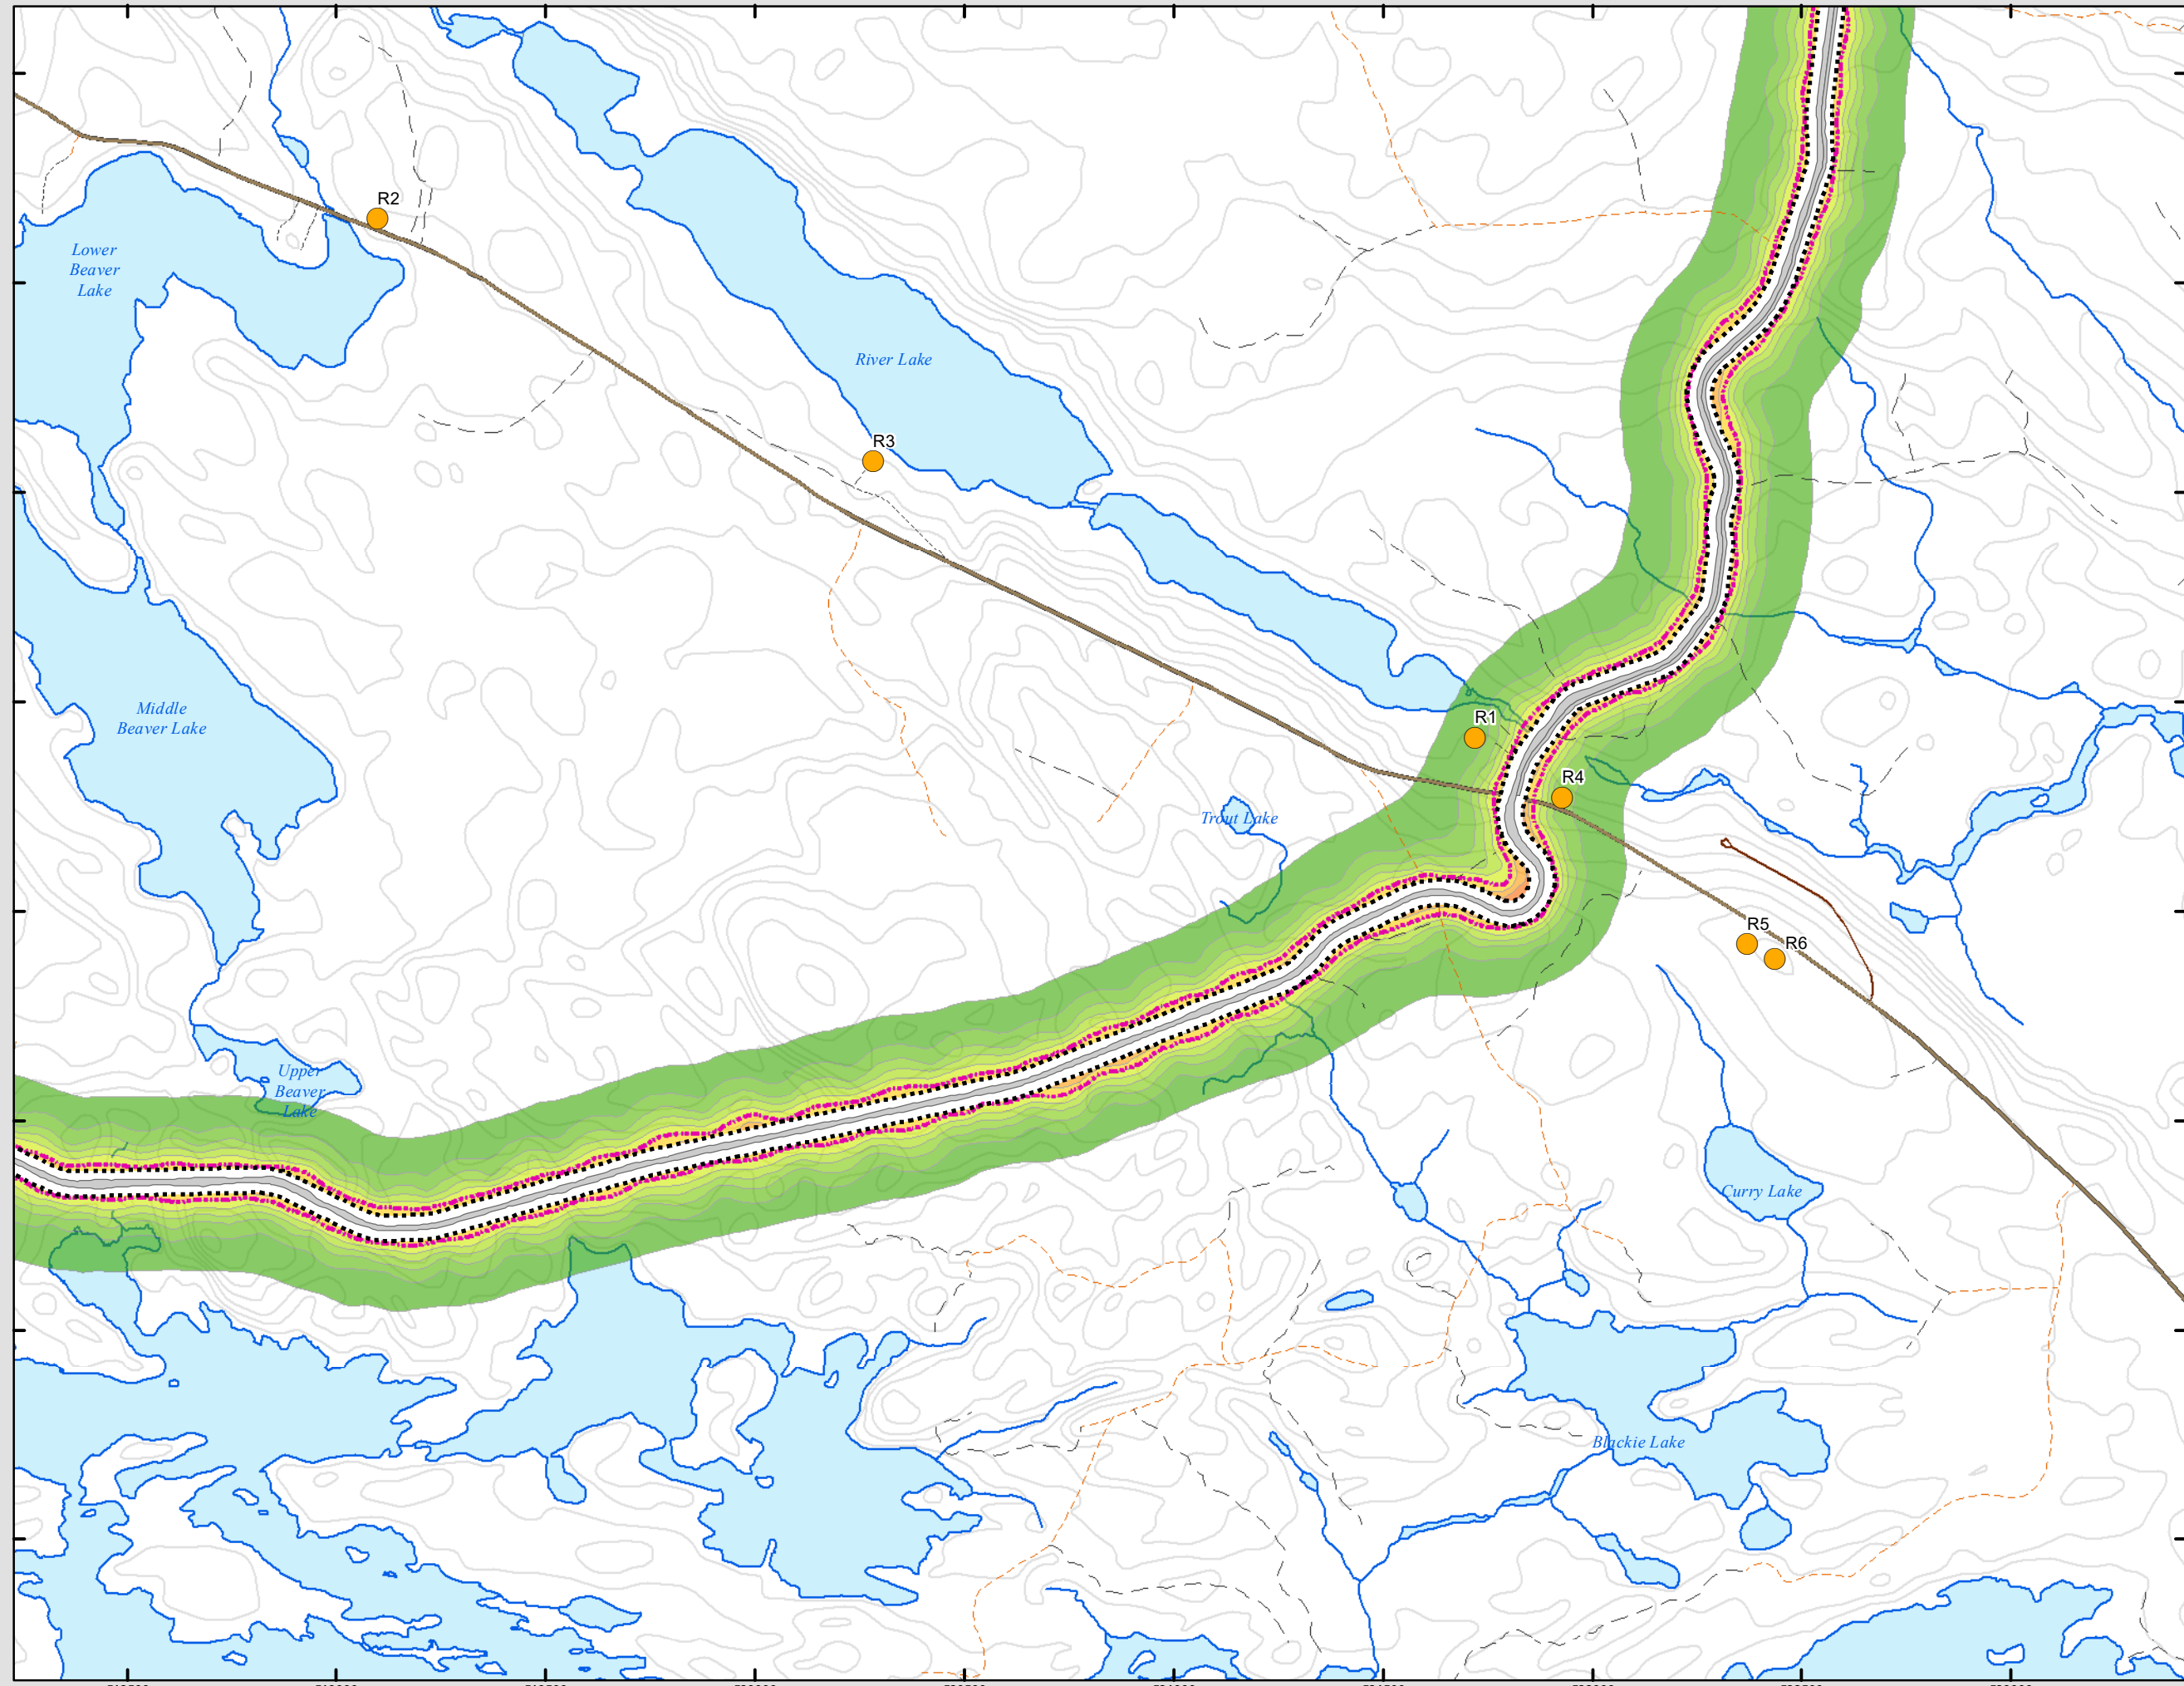 R2
Lower
Beaver
Lake
River Lake
R3
Middle
Beaver Lake
R1
R4
Trout Lake
R5
R6
Upper
Beaver
Lake
Curry Lake
Blackie Lake